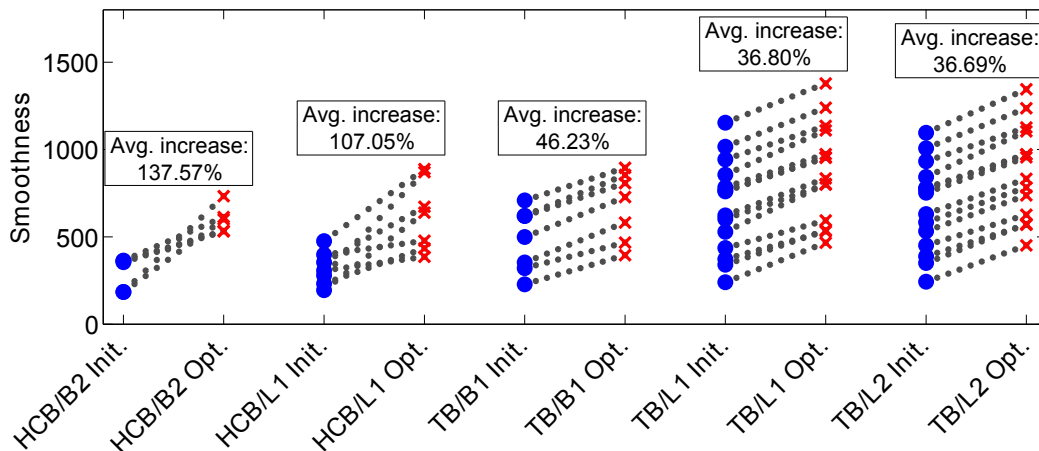 Smoothness
1500
1000
500
0
Avg. increase:
137.57%
Avg. increase:
107.05%
Avg. increase:
46.23%
Avg. increase:
36.80%
Avg. increase:
36.69%
HCB/B2 Init.
HCB/B2 Opt.
HCB/L1 Init.
HCB/L1 Opt.
TB/B1 Init.
TB/B1 Opt.
TB/L1 Init.
TB/L1 Opt.
TB/L2 Init.
TB/L2 Opt.